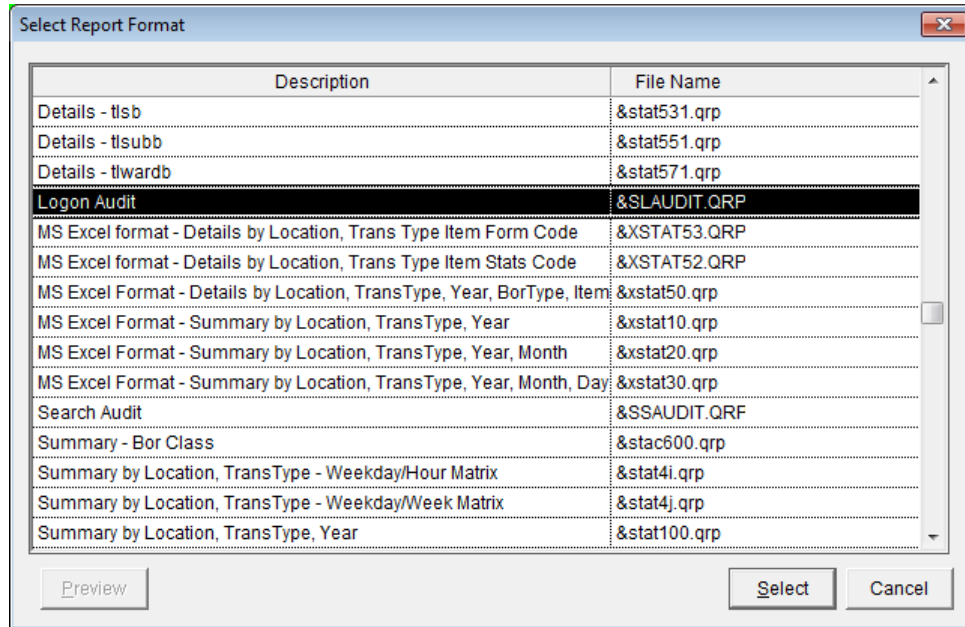 Select Report Format
Description File Name
Details - tlsb &stat531.qrp
Details - tlsubb &stat551.qrp
Details - tlwardb &stat571.qrp
Logon Audit &SLAUDIT.QRP
MS Excel format - Details by Location, Trans Type Item Form Code &XSTAT53.QRP
MS Excel format - Details by Location, Trans Type Item Stats Code &XSTAT52.QRP
MS Excel Format - Details by Location, TransType, Year, BorType, Item &xstat50.qrp
MS Excel Format - Summary by Location, TransType, Year &xstat10.qrp
MS Excel Format - Summary by Location, TransType, Year, Month &xstat20.qrp
MS Excel Format - Summary by Location, TransType, Year, Month, Day &xstat30.qrp
Search Audit &SSAUDIT.QRF
Summary - Bor Class &stac600.qrp
Summary by Location, TransType - Weekday/Hour Matrix &stat4i.qrp
Summary by Location, TransType - Weekday/Week Matrix &stat4j.qrp
Summary by Location, TransType, Year &stat100.qrp
Preview Select Cancel